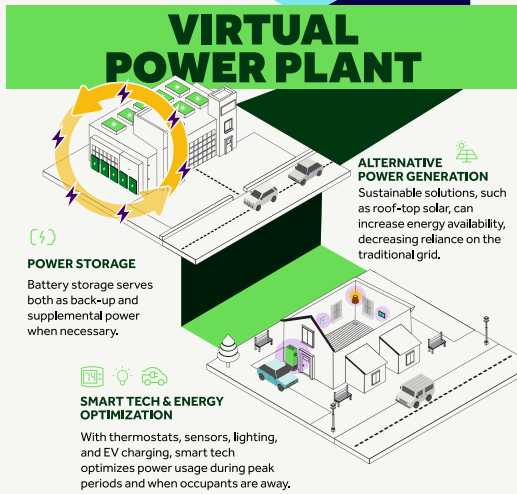 VIRTUAL
POWER PLANT
ALTERNATIVE
POWER GENERATION
Sustainable solutions, such
as roof-top solar, can
increase energy availability,
decreasing reliance on the
traditional grid.
POWER STORAGE
Battery storage serves
both as back-up and
supplemental power
when necessary.
SMART TECH & ENERGY
OPTIMIZATION
With thermostats, sensors, lighting,
and EV charging, smart tech
optimizes power usage during peak
periods and when occupants are away.